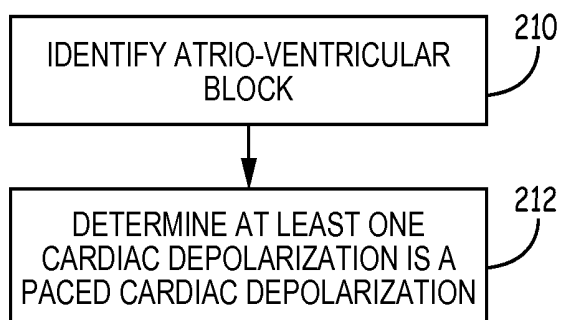 IDENTIFY ATRIO-VENTRICULAR
BLOCK
210
DETERMINE AT LEAST ONE
CARDIAC DEPOLARIZATION IS A
PACED CARDIAC DEPOLARIZATION
212